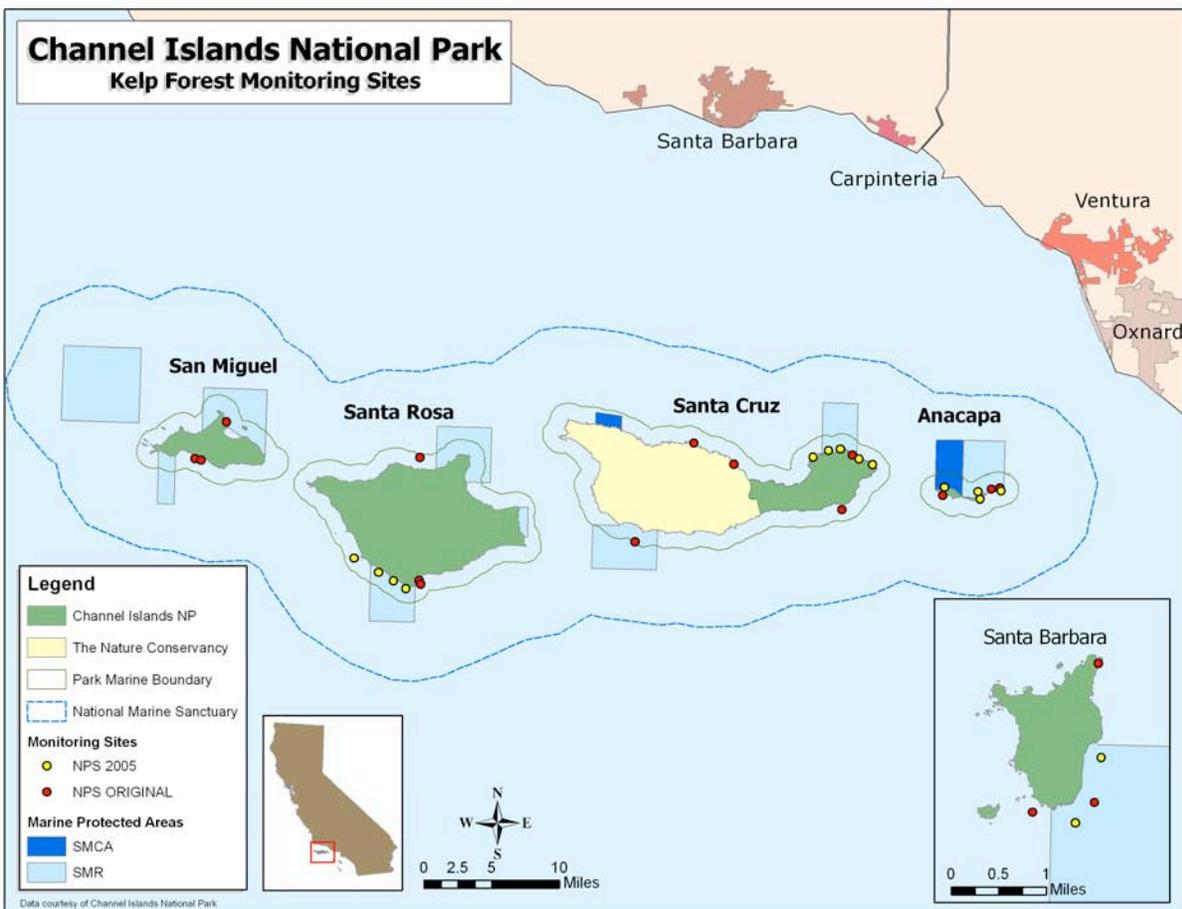 Channel Islands National Park
Kelp Forest Monitoring Sites
Santa Barbara
Carpinteria
Ventura
Oxnard
San Miguel
Santa Rosa
Santa Cruz
Anacapa
Legend
Channel Islands NP
The Nature Conservancy
Park Marine Boundary
National Marine Sanctuary
Monitoring Sites
NPS 2005
NPS ORIGINAL
Marine Protected Areas
SMCA
SMR
N
W E
S
0 2.5 5 10
Miles
Santa Barbara
0 0.5 1
Miles
Data courtesy of Channel Islands National Park